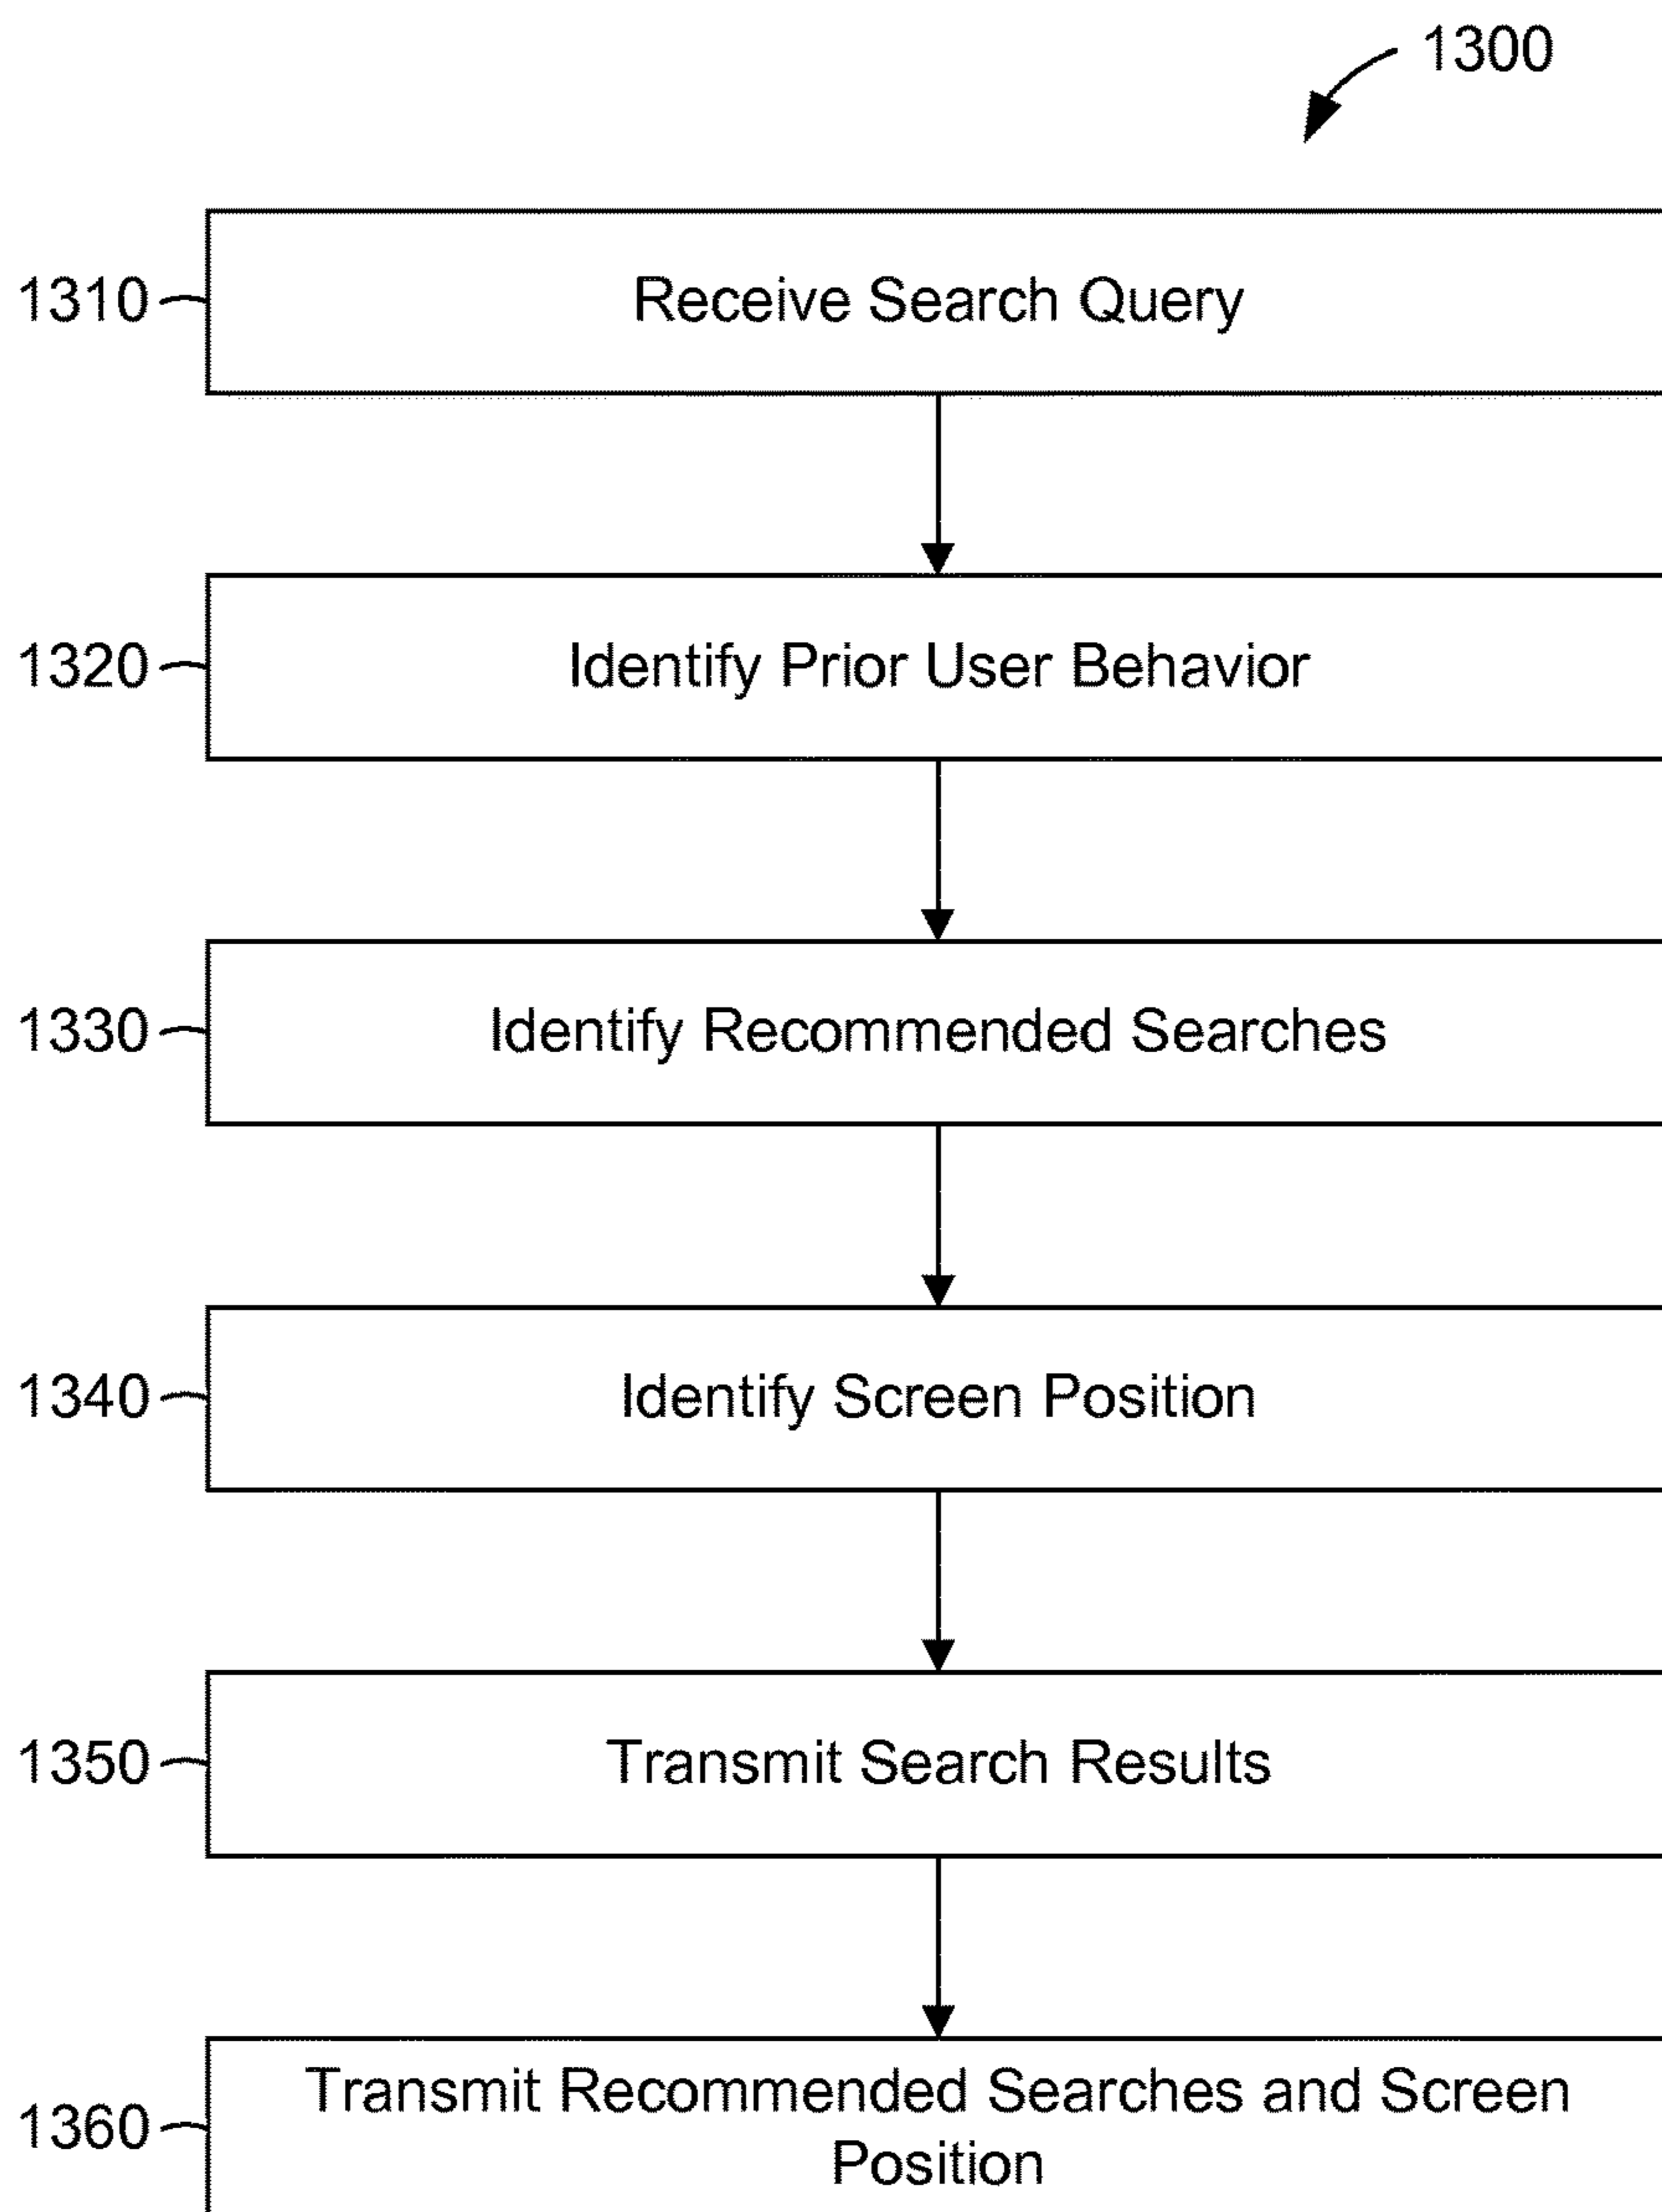 1300
1310
Receive Search Query
1320
Identify Prior User Behavior
1330
Identify Recommended Searches
1340
Identify Screen Position
1350
Transmit Search Results
1360
Transmit Recommended Searches and Screen
Position